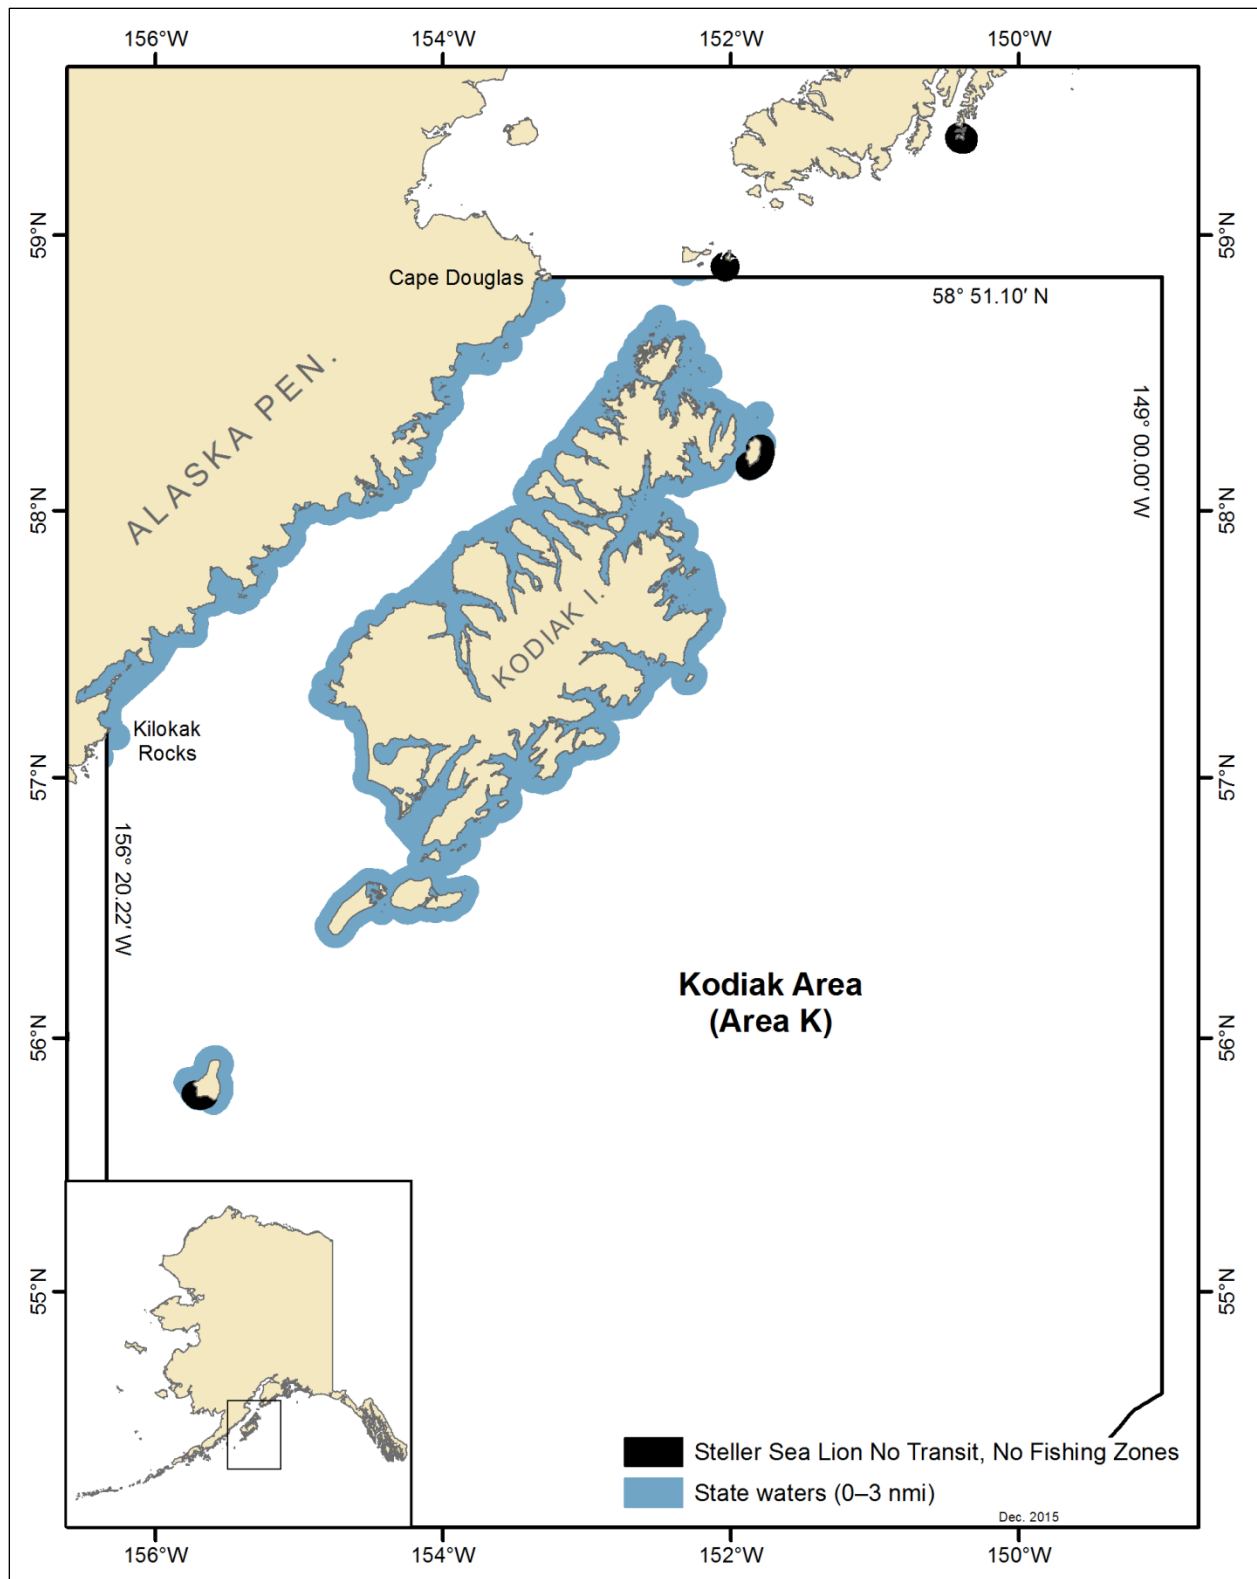 156°W 154°W 152°W 150°W
59°N
59°N
Cape Douglas
58° 51.10' N
ALASKA PEN.
149° 00.00' W
58°N
58°N
KODIAK I.
Kilokak
Rocks
57°N
57°N
156° 20.22' W
Kodiak Area
(Area K)
56°N
56°N
55°N
55°N
Steller Sea Lion No Transit, No Fishing Zones
State waters (0–3 nmi)
Dec. 2015
156°W 154°W 152°W 150°W